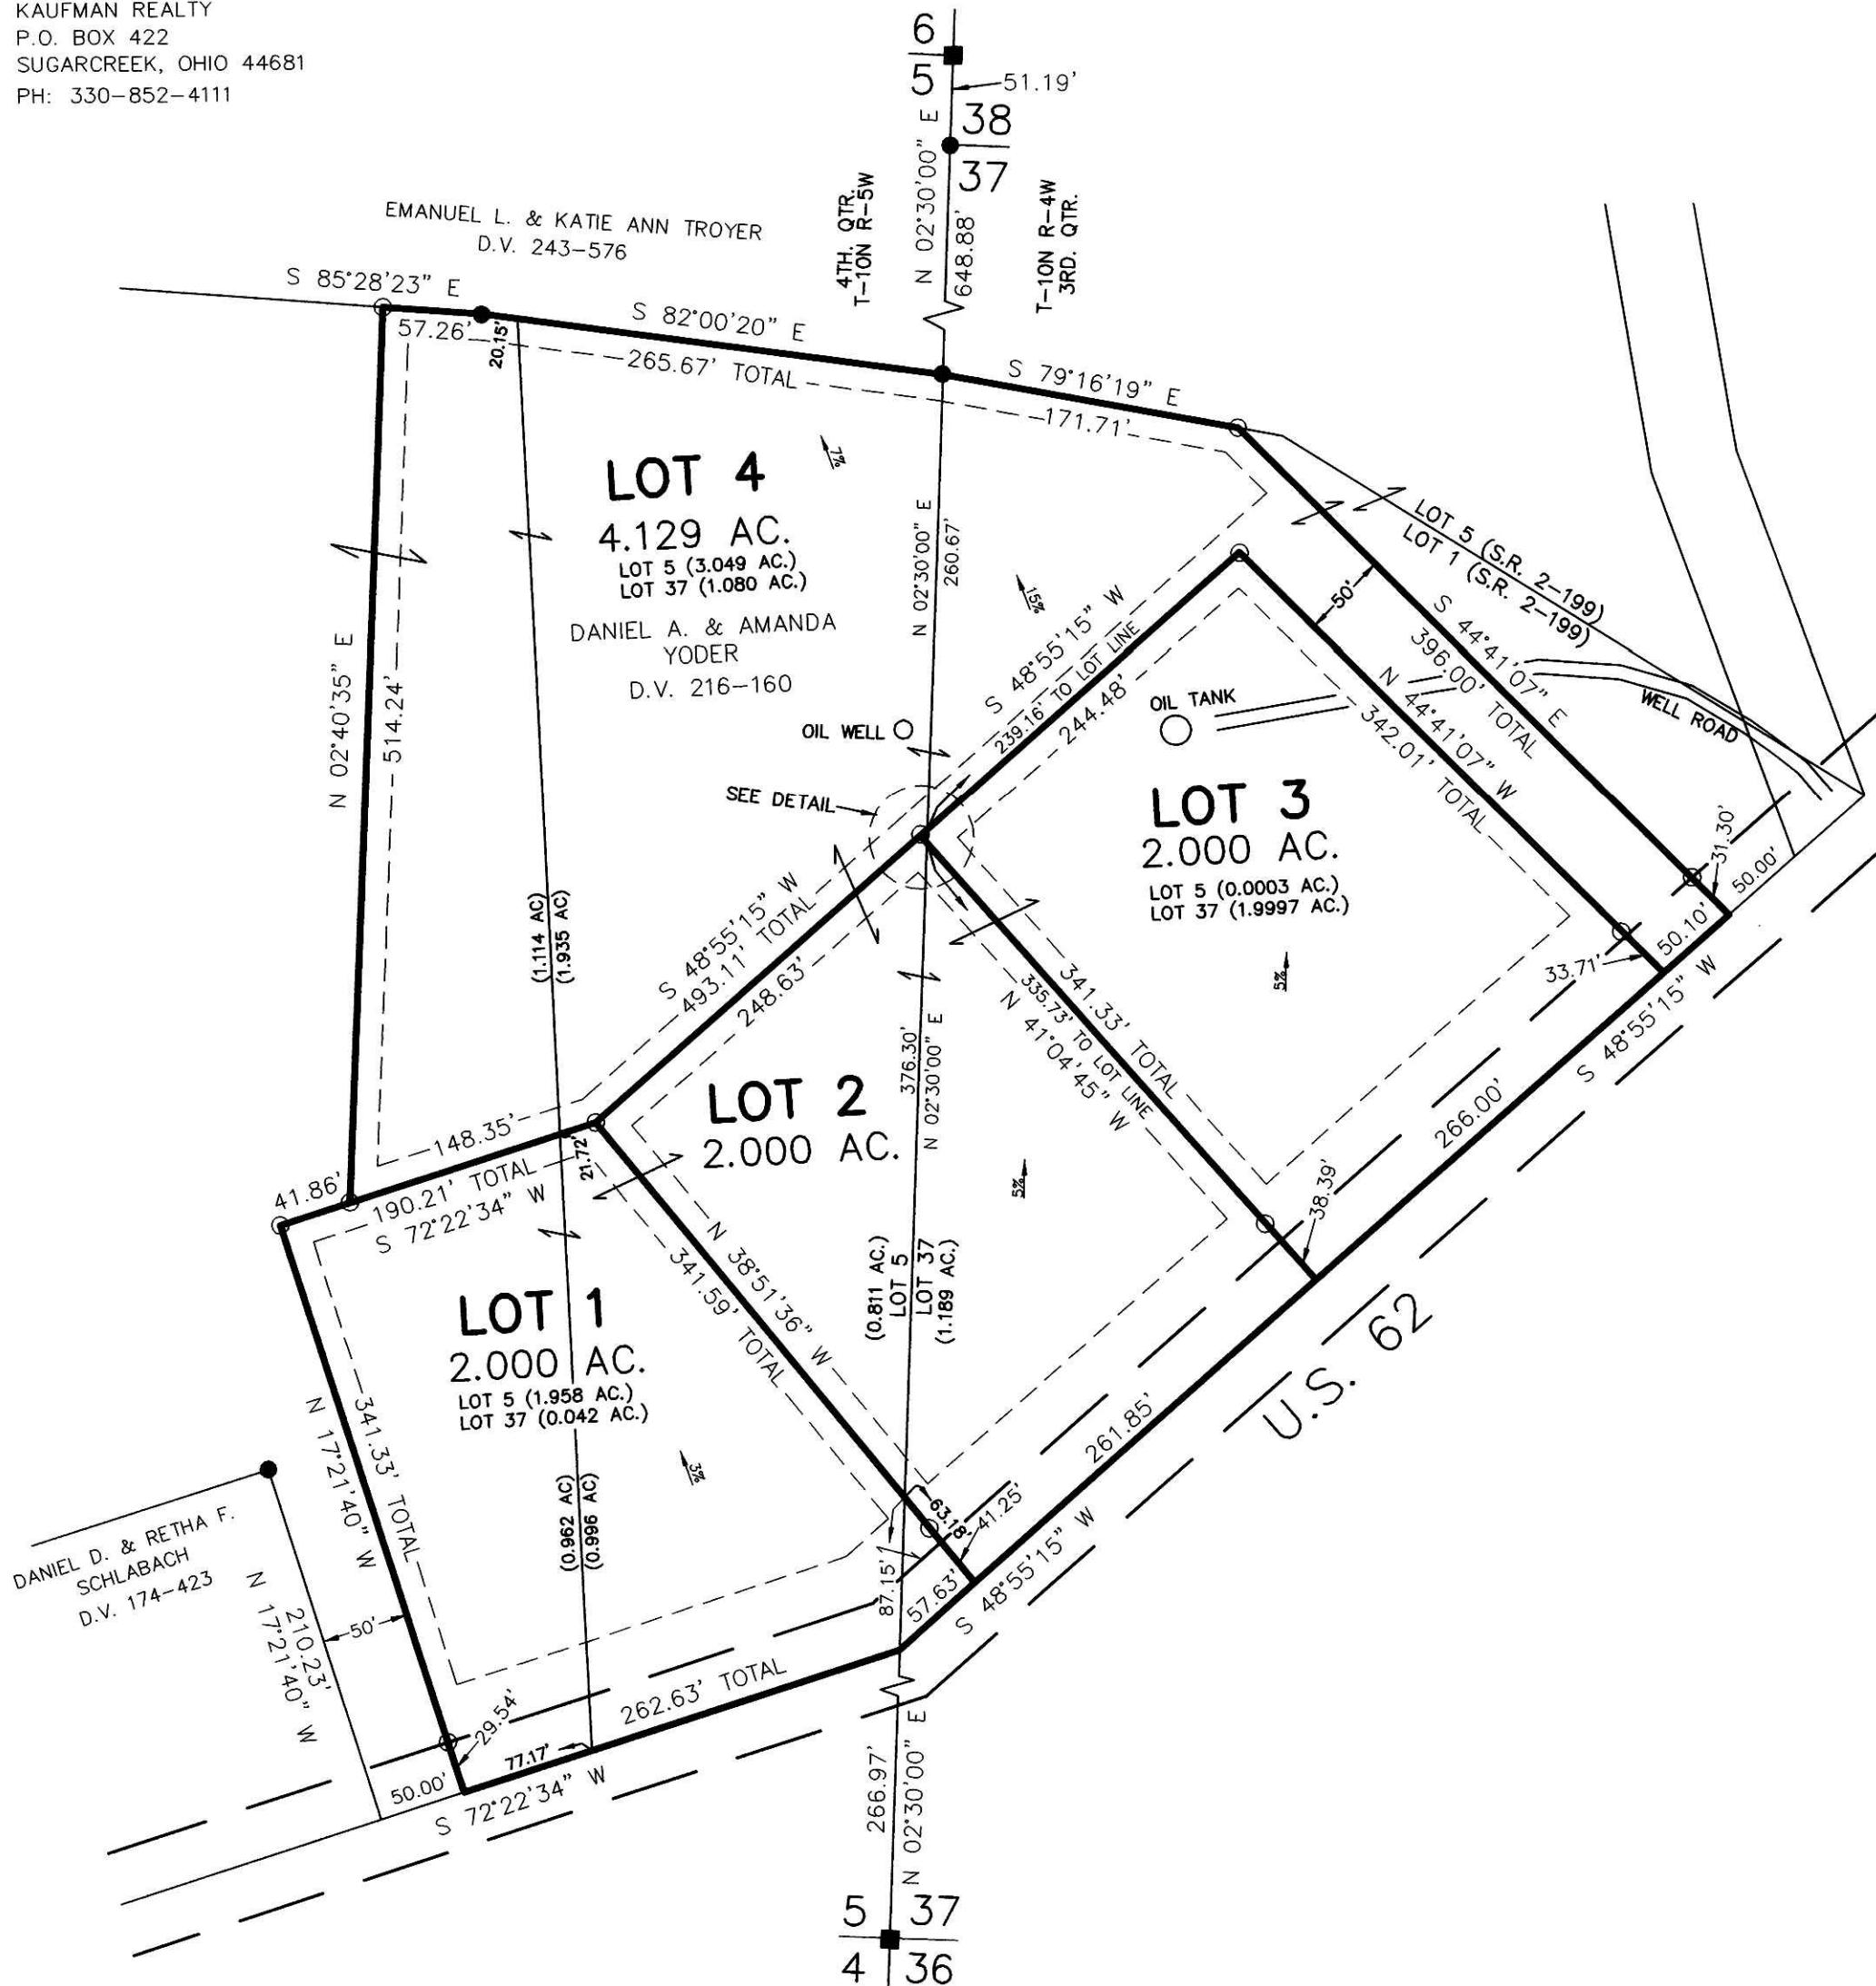 KAUFMAN REALTY
P.O. BOX 422
SUGARCREEK, OHIO 44681
PH: 330-852-4111
6
5
51.19'
38
37
N 02°30'00" E
648.88'
4TH. QTR.
T-10N R-5W
T-10N R-4W
3RD. QTR.
EMANUEL L. & KATIE ANN TROYER
D.V. 243-576
S 85°28'23" E
57.26'
20.15'
S 82°00'20" E
265.67' TOTAL
S 79°16'19" E
171.71'
LOT 4
4.129 AC.
LOT 5 (3.049 AC.)
LOT 37 (1.080 AC.)
DANIEL A. & AMANDA
YODER
D.V. 216-160
7%
N 02°30'00" E
260.67'
15%
LOT 5 (S.R. 2-199)
LOT 1 (S.R. 2-199)
50'
S 44°41'07" E
396.00' TOTAL
N 44°41'07" W
342.01' TOTAL
WELL ROAD
S 48°55'15" W
239.16' TO LOT LINE
244.48'
OIL TANK
OIL WELL
SEE DETAIL
N 02°40'35" E
514.24'
LOT 3
2.000 AC.
LOT 5 (0.0003 AC.)
LOT 37 (1.9997 AC.)
5%
31.30'
50.00'
50.10'
33.71'
S 48°55'15" W
266.00'
(1.114 AC)
(1.935 AC)
S 48°55'15" W
493.11' TOTAL
248.63'
341.33' TOTAL
335.73' TO LOT LINE
N 41°04'45" W
376.30'
N 02°30'00" E
LOT 2
2.000 AC.
5%
148.35'
41.86'
190.21' TOTAL
S 72°22'34" W
21.72'
38.39'
N 38°51'36" W
341.59' TOTAL
(0.811 AC.)
LOT 5
LOT 37
(1.189 AC.)
LOT 1
2.000 AC.
LOT 5 (1.958 AC.)
LOT 37 (0.042 AC.)
3%
U.S. 62
261.85'
341.33' TOTAL
N 17°21'40" W
(0.962 AC)
(0.996 AC)
63.18'
41.25'
87.15'
57.63'
S 48°55'15" W
DANIEL D. & RETHA F.
SCHLABACH
D.V. 174-423
210.23'
N 17°21'40" W
50'
29.54'
262.63' TOTAL
77.17'
50.00'
S 72°22'34" W
266.97'
N 02°30'00" E
5
37
4
36